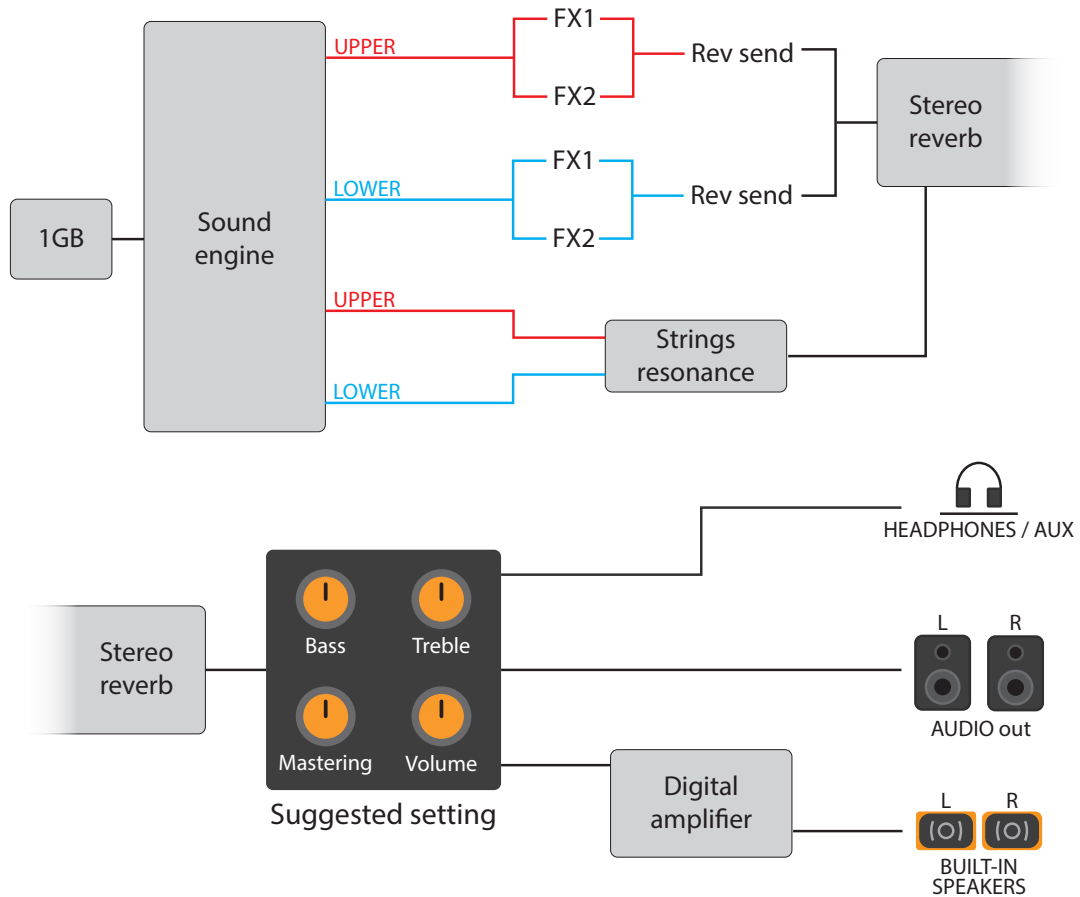 FX1
UPPER
Rev send
FX2
Stereo
reverb
FX1
LOWER
Rev send
FX2
1GB
Sound
engine
UPPER
Strings
resonance
LOWER
HEADPHONES / AUX
Bass
Treble
Stereo
reverb
L
R
AUDIO out
Mastering
Volume
Suggested setting
Digital
amplifier
L
R
BUILT-IN
SPEAKERS